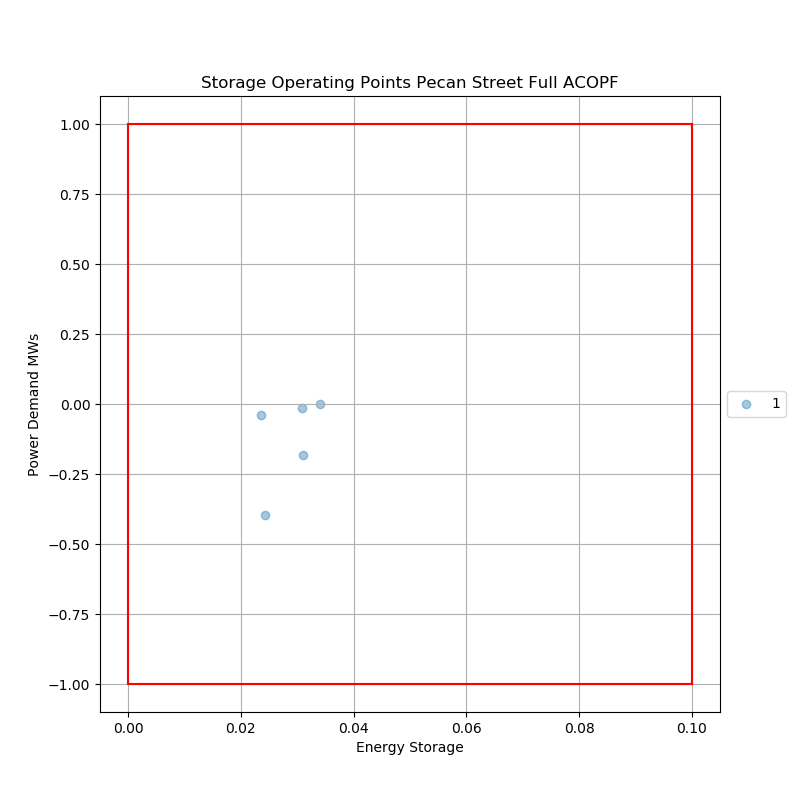 Storage Operating Points Pecan Street Full ACOPF
1.00
0.75
0.50
0.25
0.00
−0.25
−0.50
−0.75
−1.00
Power Demand MWs
0.00 0.02 0.04 0.06 0.08 0.10
Energy Storage
1